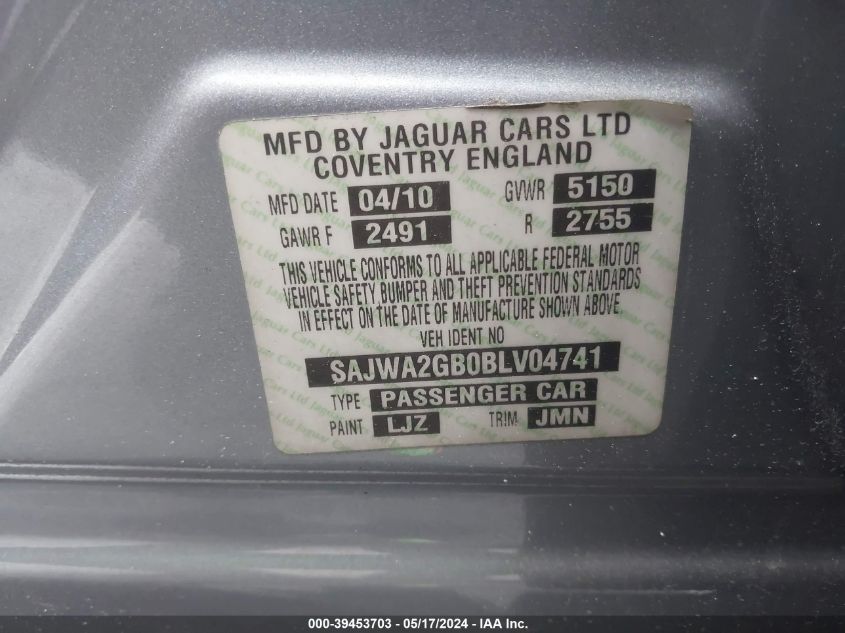 MFD BY JAGUAR CARS LTD
COVENTRY ENGLAND
MFD DATE 04/10 GVWR 5150
GAWR F 2491 R 2755
THIS VEHICLE CONFORMS TO ALL APPLICABLE FEDERAL MOTOR
VEHICLE SAFETY, BUMPER AND THEFT PREVENTION STANDARDS
IN EFFECT ON THE DATE OF MANUFACTURE SHOWN ABOVE.
VEH IDENT NO
SAJWA2GB0BLV04741
TYPE PASSENGER CAR
PAINT LJZ TRIM JMN
000-39453703 - 05/17/2024 - IAA Inc.